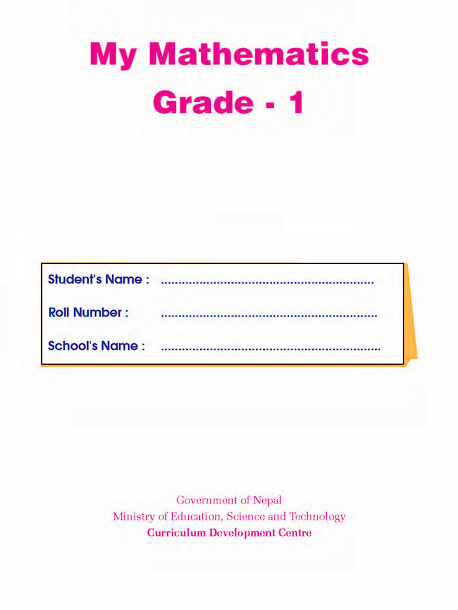 My Mathematics
Grade - 1
Student's Name : ..............................................................
Roll Number : ...............................................................
School's Name : ................................................................
Government of Nepal
Ministry of Education, Science and Technology
Curriculum Development Centre